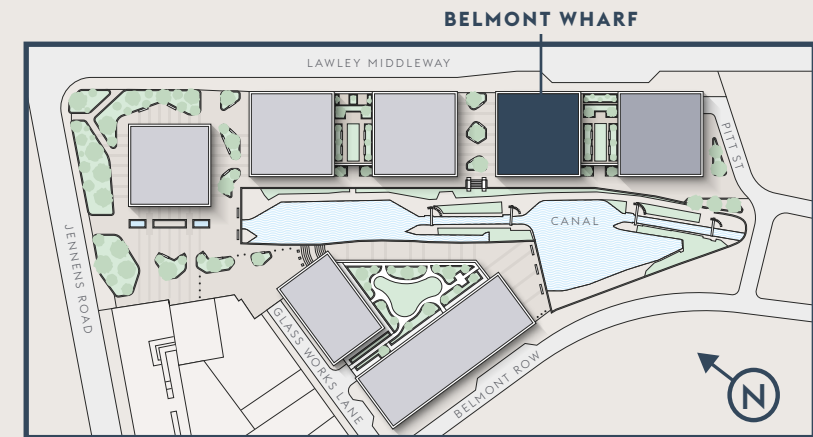 BELMONT WHARF
LAWLEY MIDDLEWAY
PITT ST
CANAL
JENNENS ROAD
GLASS WORKS LANE
BELMONT ROW
N